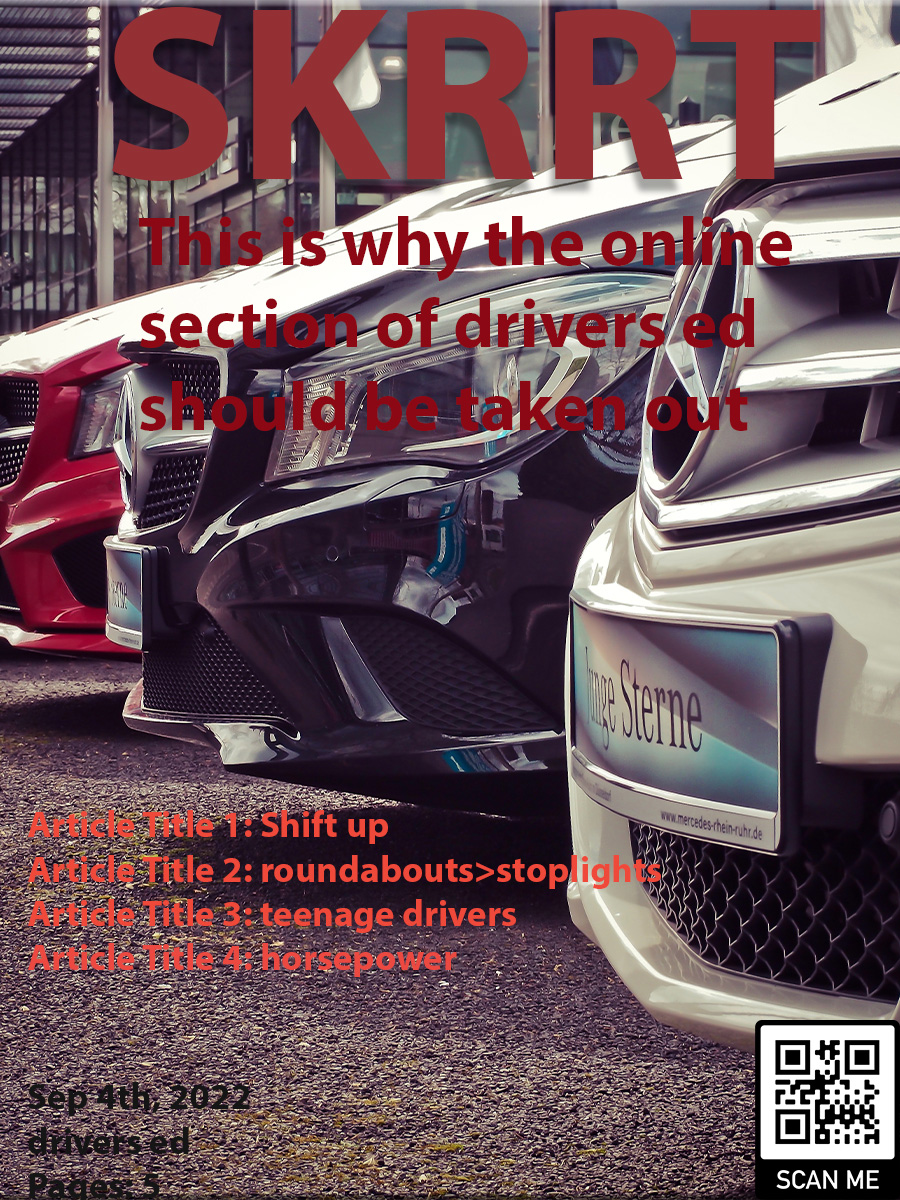 SKRRT
This is why the online
section of drivers ed
should be taken out
Junge Sterne
www.mercedes-rhein-ruhr.de
Article Title 1: Shift up
Article Title 2: roundabouts>stoplights
Article Title 3: teenage drivers
Article Title 4: horsepower
Sep 4th, 2022
drivers ed
Pages: 5
SCAN ME